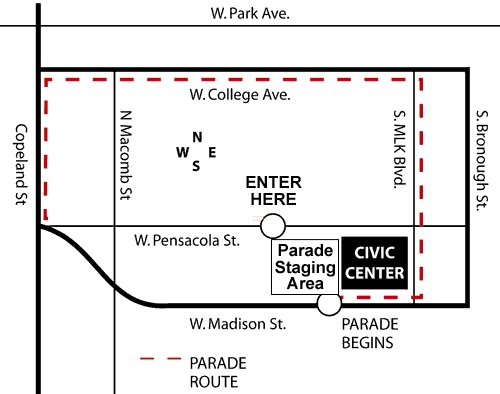 W. Park Ave.
W. College Ave.
Copeland St
N Macomb St
S. MLK Blvd.
S. Bronough St.
N
W E
S
ENTER
HERE
W. Pensacola St.
Parade
Staging
Area
CIVIC
CENTER
W. Madison St.
PARADE
BEGINS
PARADE
ROUTE